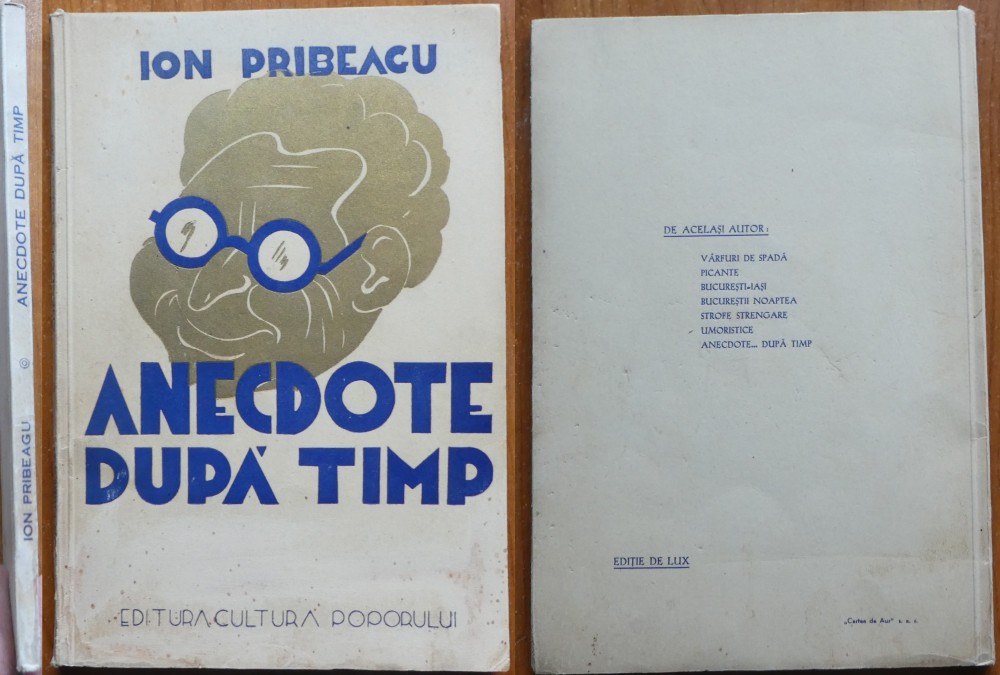 ION PRIBEAGU © ANECDOTE DUPĂ TIMP
ION PRIBEAGU
ANECDOTE
DUPĂ TIMP
EDITURA CULTURA POPORULUI
DE ACELAȘI AUTOR:
VÂRFURI DE SPADĂ
PICANTE
BUCUREȘTI-IAȘI
BUCUREȘTII NOAPTEA
STROFE STRENGARE
UMORISTICE
ANECDOTE... DUPĂ TIMP
EDIȚIE DE LUX
„Cartea de Aur" s. a. r.